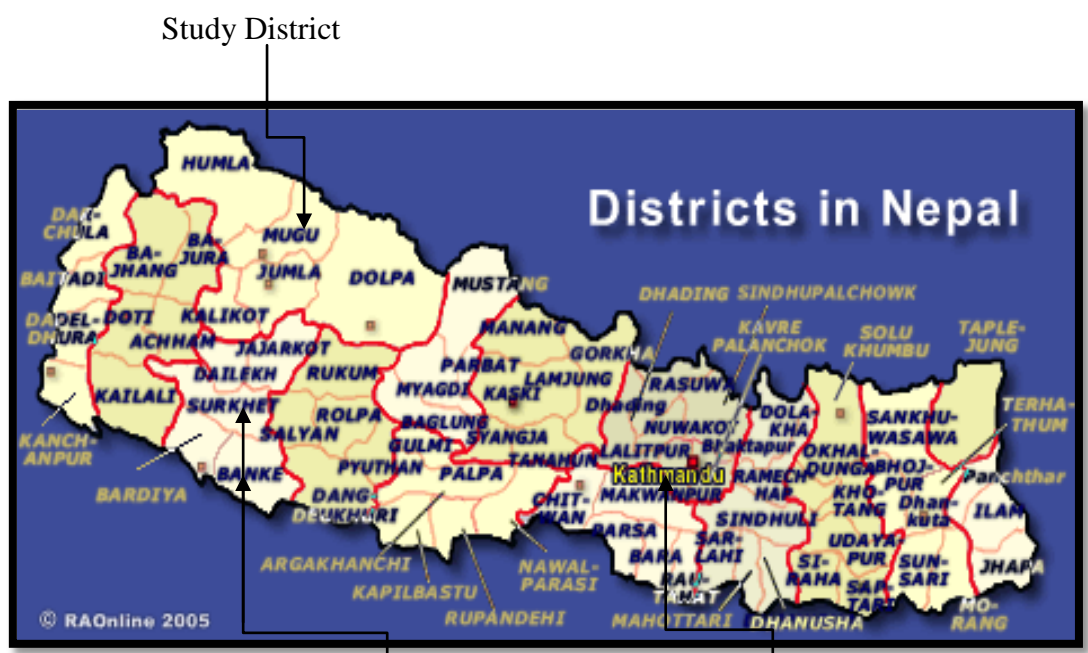 Study District
Districts in Nepal
HUMLA
DAR-
CHULA
MUGU
BA-
JURA
BA-
JHANG
BAITADI
JUMLA
DOLPA
MUSTANG
DHADING
SINDHUPALCHOWK
DADEL-
DHURA
DOTI
KALIKOT
ACHHAM
JAJARKOT
MANANG
KAVRE
PALANCHOK
SOLU
KHUMBU
TAPLE-
JUNG
GORKHA
PARBAT
DAILEKH
RUKUM
MYAGDI
LAMJUNG
KASKI
RASUWA
KAILALI
SURKHET
ROLPA
BAGLUNG
Dhading
DOLA-
KHA
SANKHU-
WASAWA
TERHA-
THUM
KANCH-
ANPUR
SALYAN
GULMI
SYANGJA
NUWAKOT
Bhaktapur
LALITPUR
TANAHUN
OKHAL-
DUNGA
BHOJ-
PUR
Panchthar
BANKE
PYUTHAN
PALPA
Kathmandu
RAMECH-
HAP
BARDIYA
DANG-
DEUKHURI
CHIT-
WAN
MAKWANPUR
KHO-
TANG
Dhan-
kuta
ILAM
SINDHULI
PARSA
SAR-
LAHI
UDAYA-
PUR
ARGAKHANCHI
NAWAL-
PARASI
BARA
SI-
RAHA
SUN-
SARI
JHAPA
KAPILBASTU
RAU-
TAHAT
SAP-
TARI
MO-
RANG
RUPANDEHI
MAHOTTARI
DHANUSHA
© RAOnline 2005